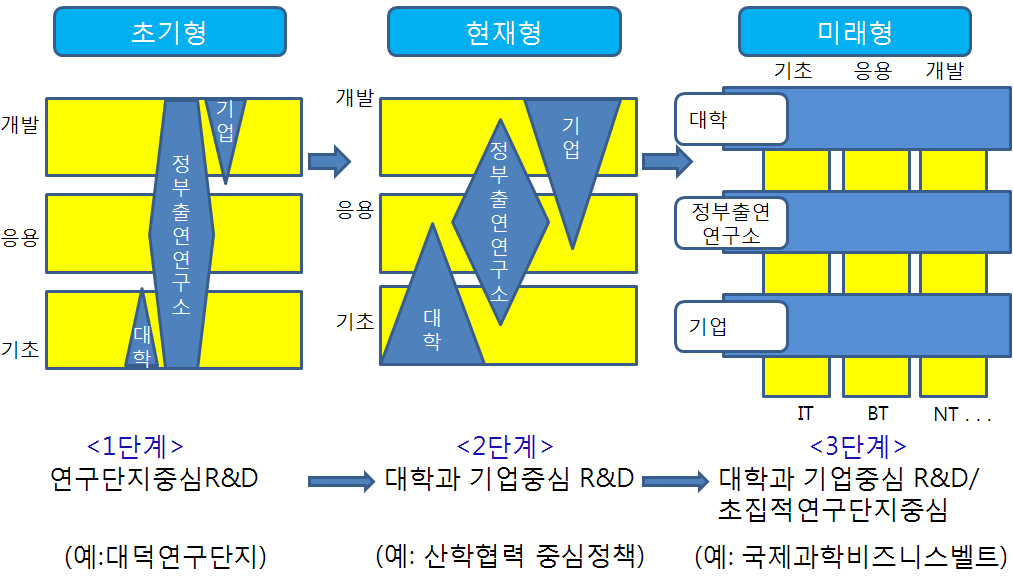 초기형
현재형
미래형
기초 응용 개발
개발
응용
기초
기업
정부출연연구소
대학
개발
응용
기초
기업
정부출연연구소
대학
대학
정부출연
연구소
기업
IT BT NT . . .
<1단계>
연구단지중심R&D
(예:대덕연구단지)
<2단계>
대학과 기업중심 R&D
(예: 산학협력 중심정책)
<3단계>
대학과 기업중심 R&D/
초집적연구단지중심
(예: 국제과학비즈니스벨트)